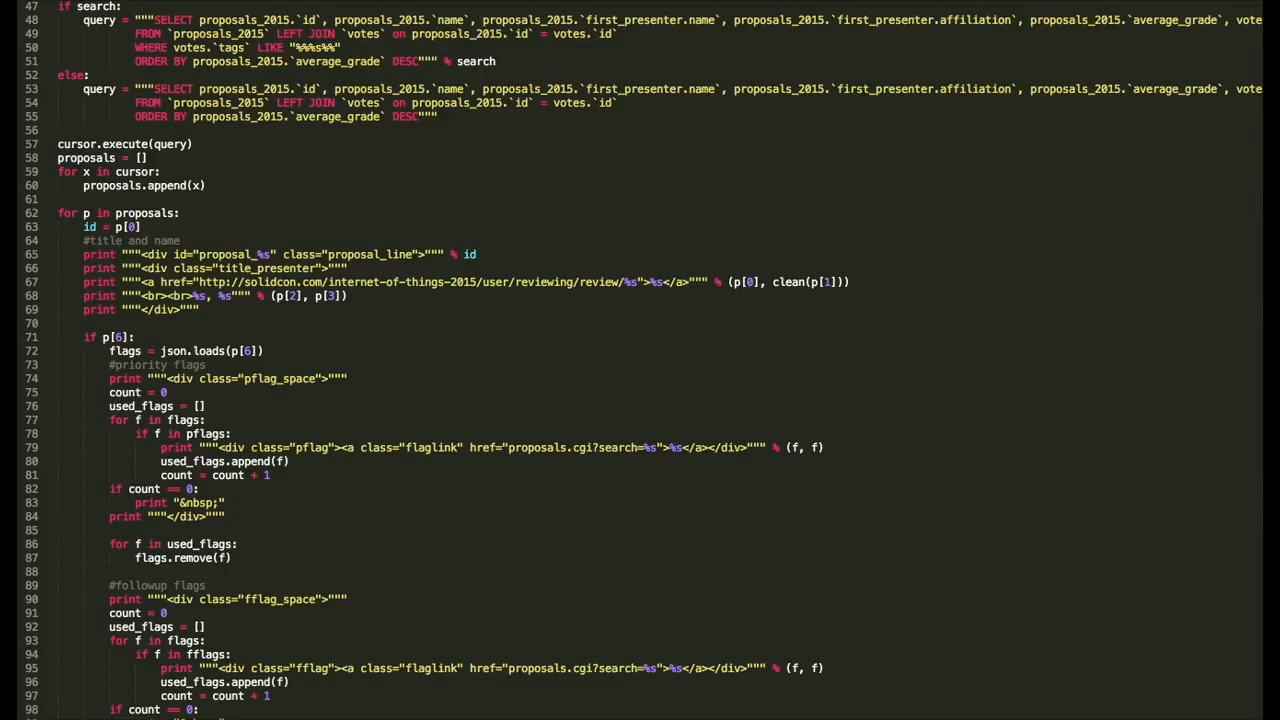 47 if search:
48 query = """SELECT proposals_2015.`id`, proposals_2015.`name`, proposals_2015.`first_presenter.name`, proposals_2015.`first_presenter.affiliation`, proposals_2015.`average_grade`, vote
49 FROM `proposals_2015` LEFT JOIN `votes` on proposals_2015.`id` = votes.`id`
50 WHERE votes.`tags` LIKE "%%%s%%"
51 ORDER BY proposals_2015.`average_grade` DESC""" % search
52 else:
53 query = """SELECT proposals_2015.`id`, proposals_2015.`name`, proposals_2015.`first_presenter.name`, proposals_2015.`first_presenter.affiliation`, proposals_2015.`average_grade`, vote
54 FROM `proposals_2015` LEFT JOIN `votes` on proposals_2015.`id` = votes.`id`
55 ORDER BY proposals_2015.`average_grade` DESC"""
56
57 cursor.execute(query)
58 proposals = []
59 for x in cursor:
60 proposals.append(x)
61
62 for p in proposals:
63 id = p[0]
64 #title and name
65 print """<div id="proposal_%s" class="proposal_line">""" % id
66 print """<div class="title_presenter">"""
67 print """<a href="http://solidcon.com/internet-of-things-2015/user/reviewing/review/%s">%s</a>""" % (p[0], clean(p[1]))
68 print """<br><br>%s, %s""" % (p[2], p[3])
69 print """</div>"""
70
71 if p[6]:
72 flags = json.loads(p[6])
73 #priority flags
74 print """<div class="pflag_space">"""
75 count = 0
76 used_flags = []
77 for f in flags:
78 if f in pflags:
79 print """<div class="pflag"><a class="flaglink" href="proposals.cgi?search=%s">%s</a></div>""" % (f, f)
80 used_flags.append(f)
81 count = count + 1
82 if count == 0:
83 print "&nbsp;"
84 print """</div>"""
85
86 for f in used_flags:
87 flags.remove(f)
88
89 #followup flags
90 print """<div class="fflag_space">"""
91 count = 0
92 used_flags = []
93 for f in flags:
94 if f in fflags:
95 print """<div class="fflag"><a class="flaglink" href="proposals.cgi?search=%s">%s</a></div>""" % (f, f)
96 used_flags.append(f)
97 count = count + 1
98 if count == 0: